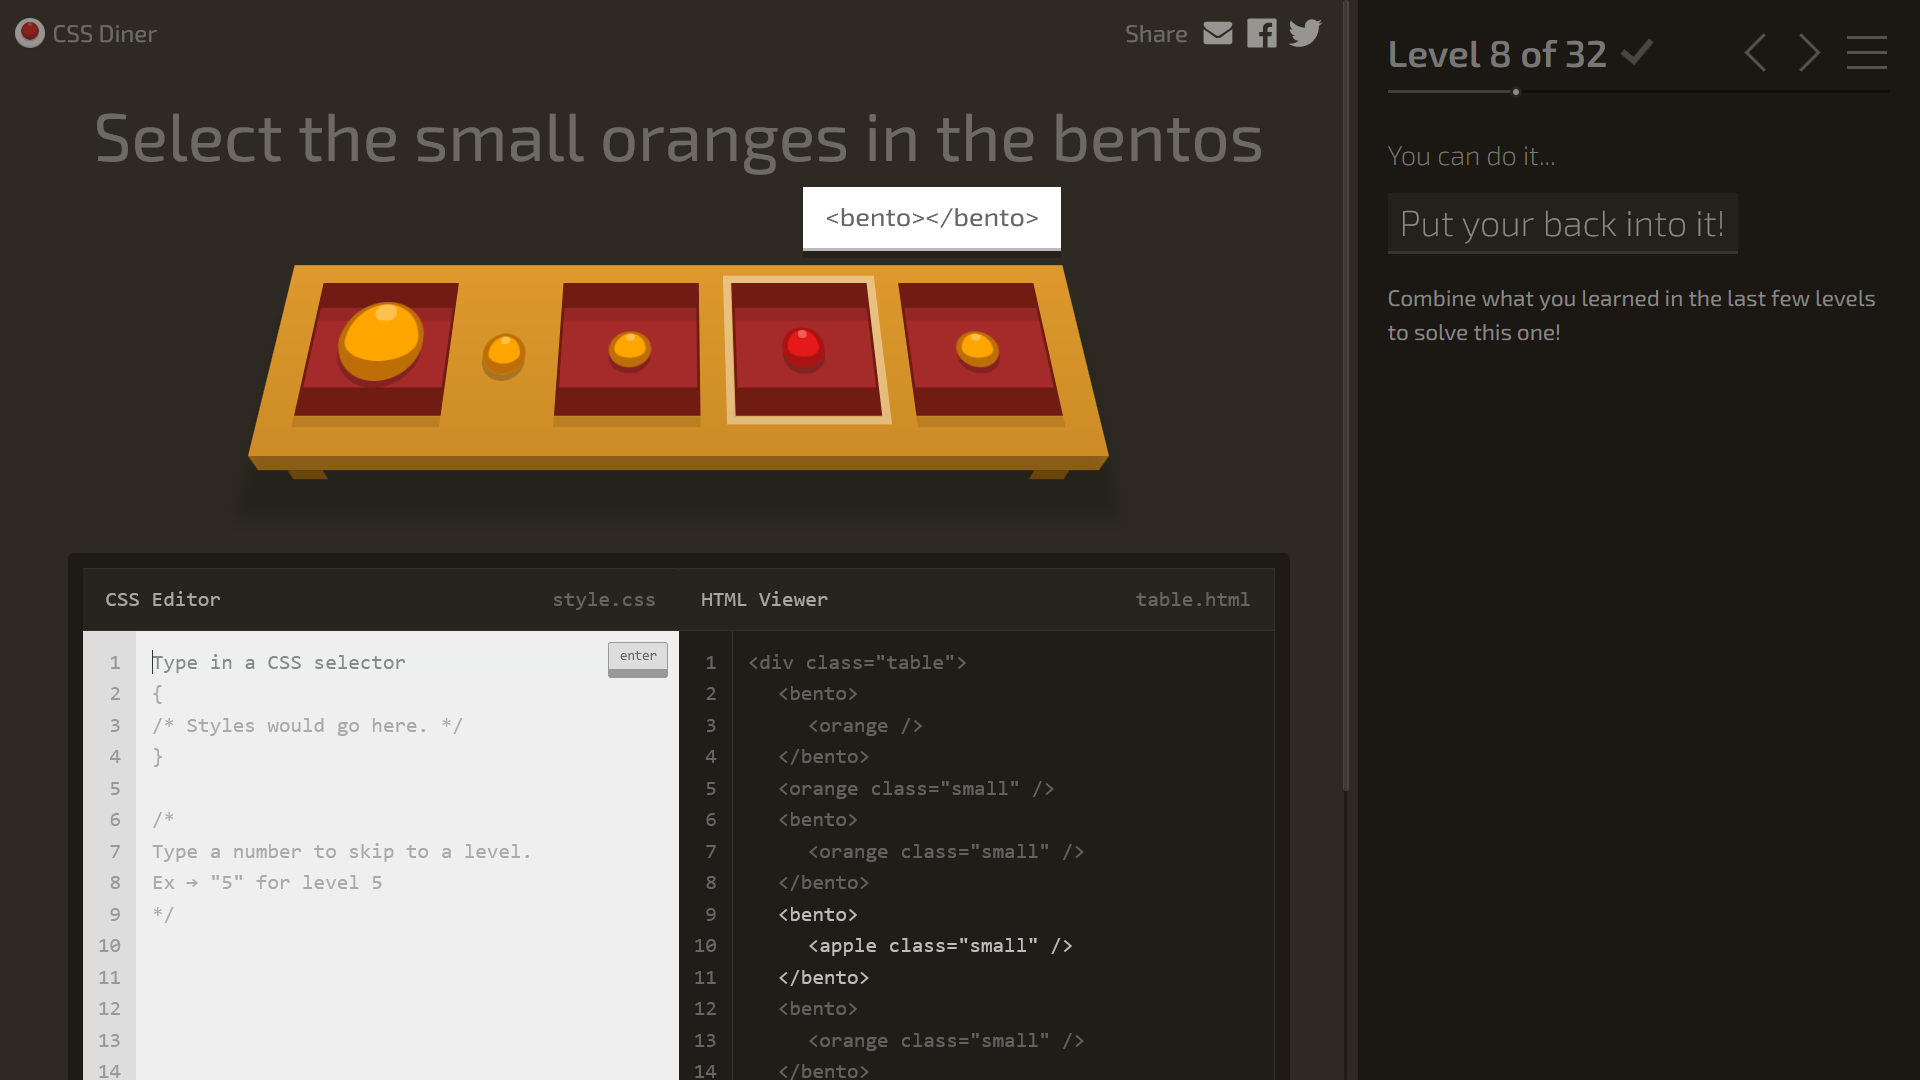 CSS Diner
Share
Select the small oranges in the bentos
<bento></bento>
CSS Editor
style.css
1 Type in a CSS selector
enter
2 {
3 /* Styles would go here. */
4 }
5
6 /*
7 Type a number to skip to a level.
8 Ex → "5" for level 5
9 */
10
11
12
13
14
HTML Viewer
table.html
1 <div class="table">
2 <bento>
3 <orange />
4 </bento>
5 <orange class="small" />
6 <bento>
7 <orange class="small" />
8 </bento>
9 <bento>
10 <apple class="small" />
11 </bento>
12 <bento>
13 <orange class="small" />
14 </bento>
Level 8 of 32
You can do it...
Put your back into it!
Combine what you learned in the last few levels
to solve this one!